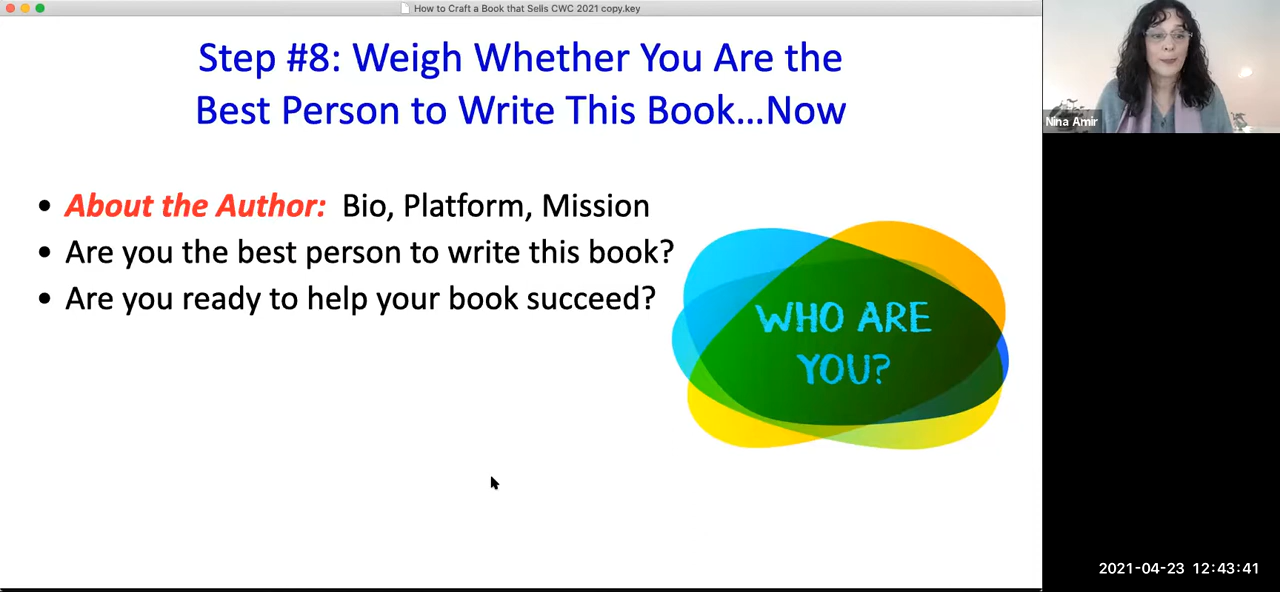 How to Craft a Book that Sells CWC 2021 copy.key
Step #8: Weigh Whether You Are the
Best Person to Write This Book...Now
• About the Author: Bio, Platform, Mission
• Are you the best person to write this book?
• Are you ready to help your book succeed?
WHO ARE
YOU?
Nina Amir
2021-04-23 12:43:41